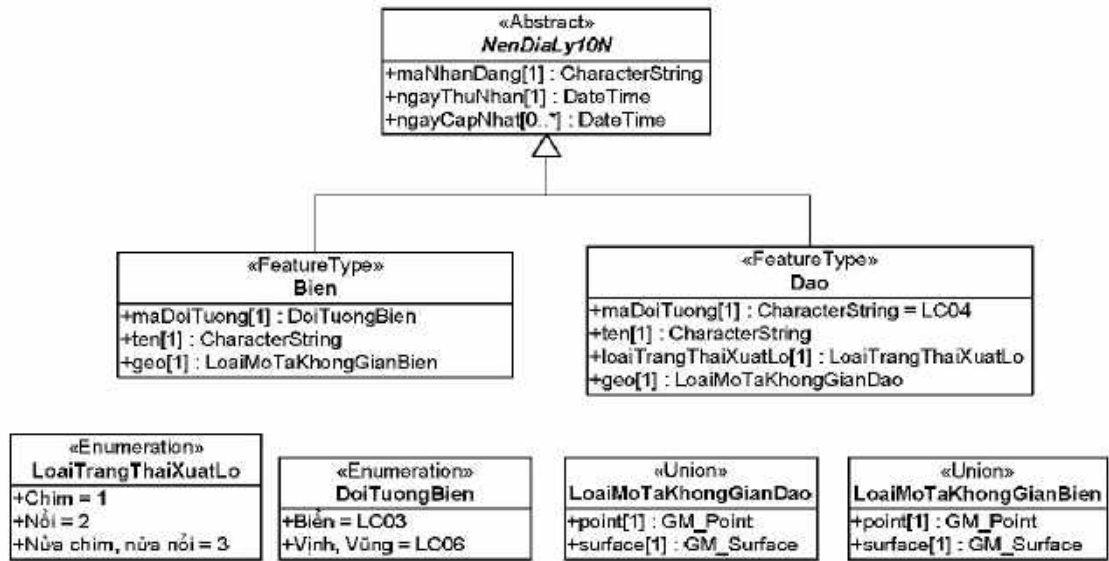 «Abstract»
NenDiaLy10N
+maNhanDang[1] : CharacterString
+ngayThuNhan[1] : DateTime
+ngayCapNhat[0..*] : DateTime
«FeatureType»
Bien
+maDoiTuong[1] : DoiTuongBien
+ten[1] : CharacterString
+geo[1] : LoaiMoTaKhongGianBien
«FeatureType»
Dao
+maDoiTuong[1] : CharacterString = LC04
+ten[1] : CharacterString
+loaiTrangThaiXuatLo[1] : LoaiTrangThaiXuatLo
+geo[1] : LoaiMoTaKhongGianDao
«Enumeration»
LoaiTrangThaiXuatLo
+Chìm = 1
+Nổi = 2
+Nửa chìm, nửa nổi = 3
«Enumeration»
DoiTuongBien
+Biển = LC03
+Vịnh, Vũng = LC06
«Union»
LoaiMoTaKhongGianDao
+point[1] : GM_Point
+surface[1] : GM_Surface
«Union»
LoaiMoTaKhongGianBien
+point[1] : GM_Point
+surface[1] : GM_Surface